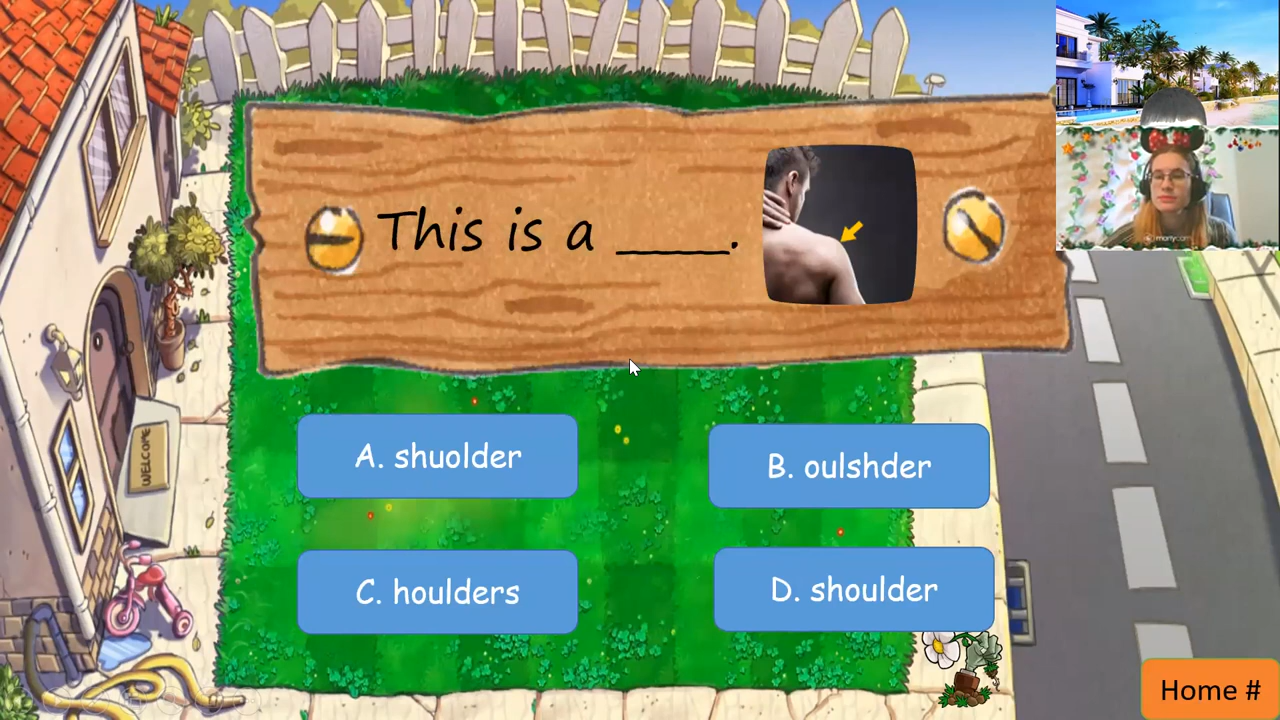 This is a ____.
A. shuolder
B. oulshder
C. houlders
D. shoulder
WELCOME
Home #